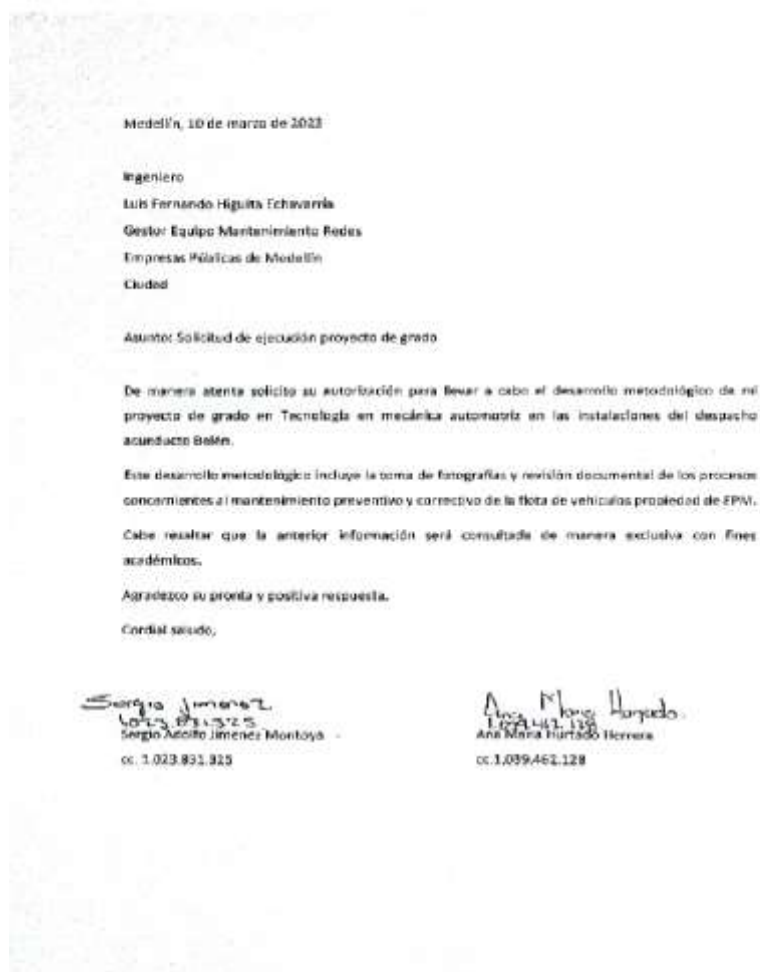 Medellín, 10 de marzo de 2023
Ingeniero
Luis Fernando Higuita Echavarría
Gestor Equipo Mantenimiento Redes
Empresas Públicas de Medellín
Ciudad
Asunto: Solicitud de ejecución proyecto de grado
De manera atenta solicito su autorización para llevar a cabo el desarrollo metodológico de mi
proyecto de grado en Tecnología en mecánica automotriz en las instalaciones del despacho
acueducto Belén.
Este desarrollo metodológico incluye la toma de fotografías y revisión documental de los procesos
concernientes al mantenimiento preventivo y correctivo de la flota de vehículos propiedad de EPM.
Cabe resaltar que la anterior información será consultada de manera exclusiva con fines
académicos.
Agradezco su pronta y positiva respuesta.
Cordial saludo,
Sergio Jimenez
1.023.831.325
Sergio Adolfo Jimenez Montoya
cc. 1.023.831.325
Ana Maria Hurtado
Ana Maria Hurtado Herrera
cc.1,039.462.128